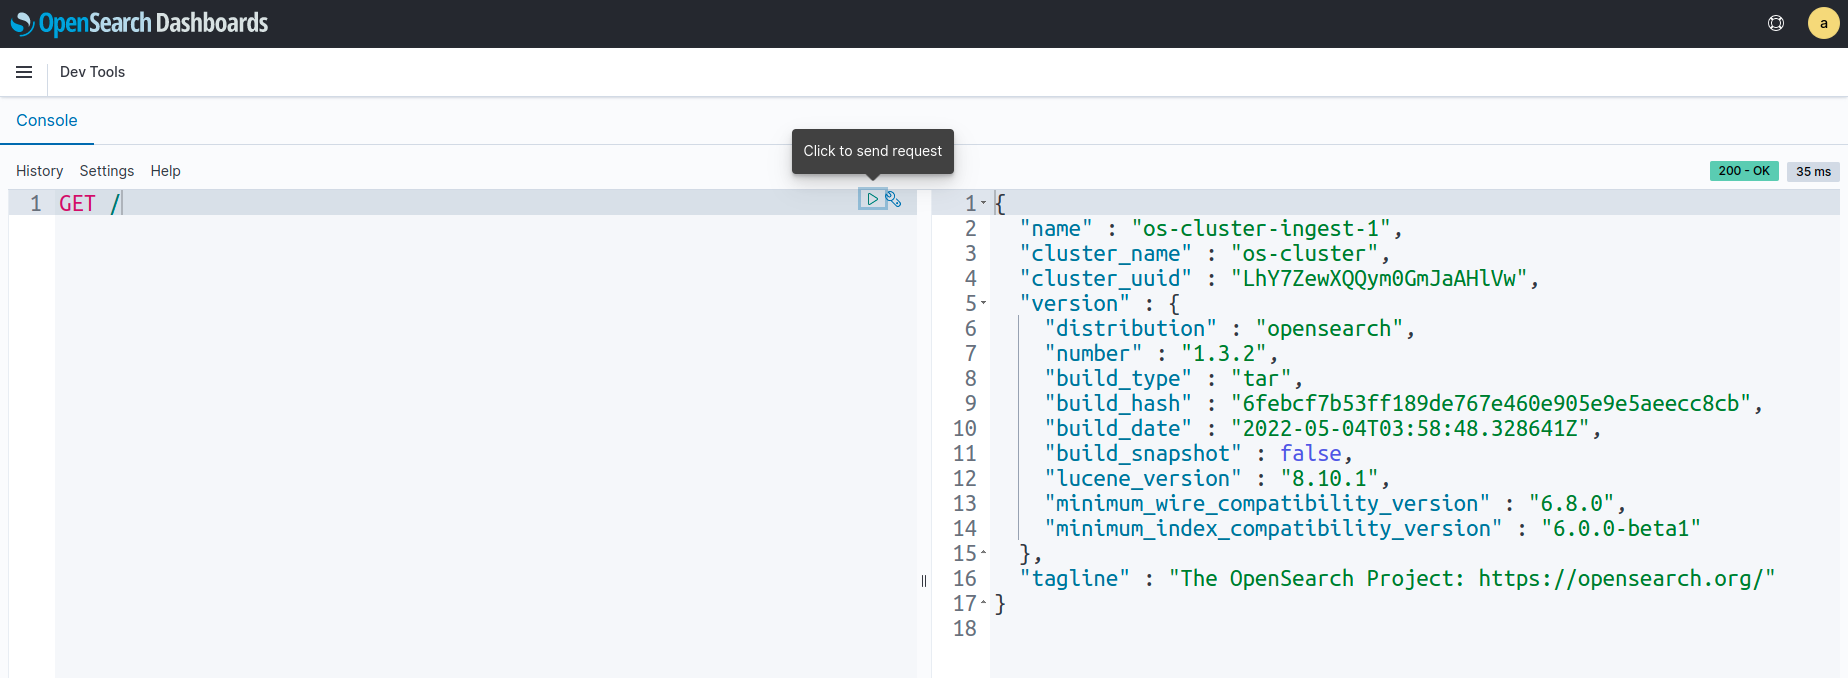 OpenSearch Dashboards
a
Dev Tools
Console
Click to send request
History Settings Help
200 - OK 35 ms
1 GET /
1 {
2 "name" : "os-cluster-ingest-1",
3 "cluster_name" : "os-cluster",
4 "cluster_uuid" : "LhY7ZewXQQym0GmJaAHlVw",
5 "version" : {
6 "distribution" : "opensearch",
7 "number" : "1.3.2",
8 "build_type" : "tar",
9 "build_hash" : "6febcf7b53ff189de767e460e905e9e5aeecc8cb",
10 "build_date" : "2022-05-04T03:58:48.328641Z",
11 "build_snapshot" : false,
12 "lucene_version" : "8.10.1",
13 "minimum_wire_compatibility_version" : "6.8.0",
14 "minimum_index_compatibility_version" : "6.0.0-beta1"
15 },
16 "tagline" : "The OpenSearch Project: https://opensearch.org/"
17 }
18